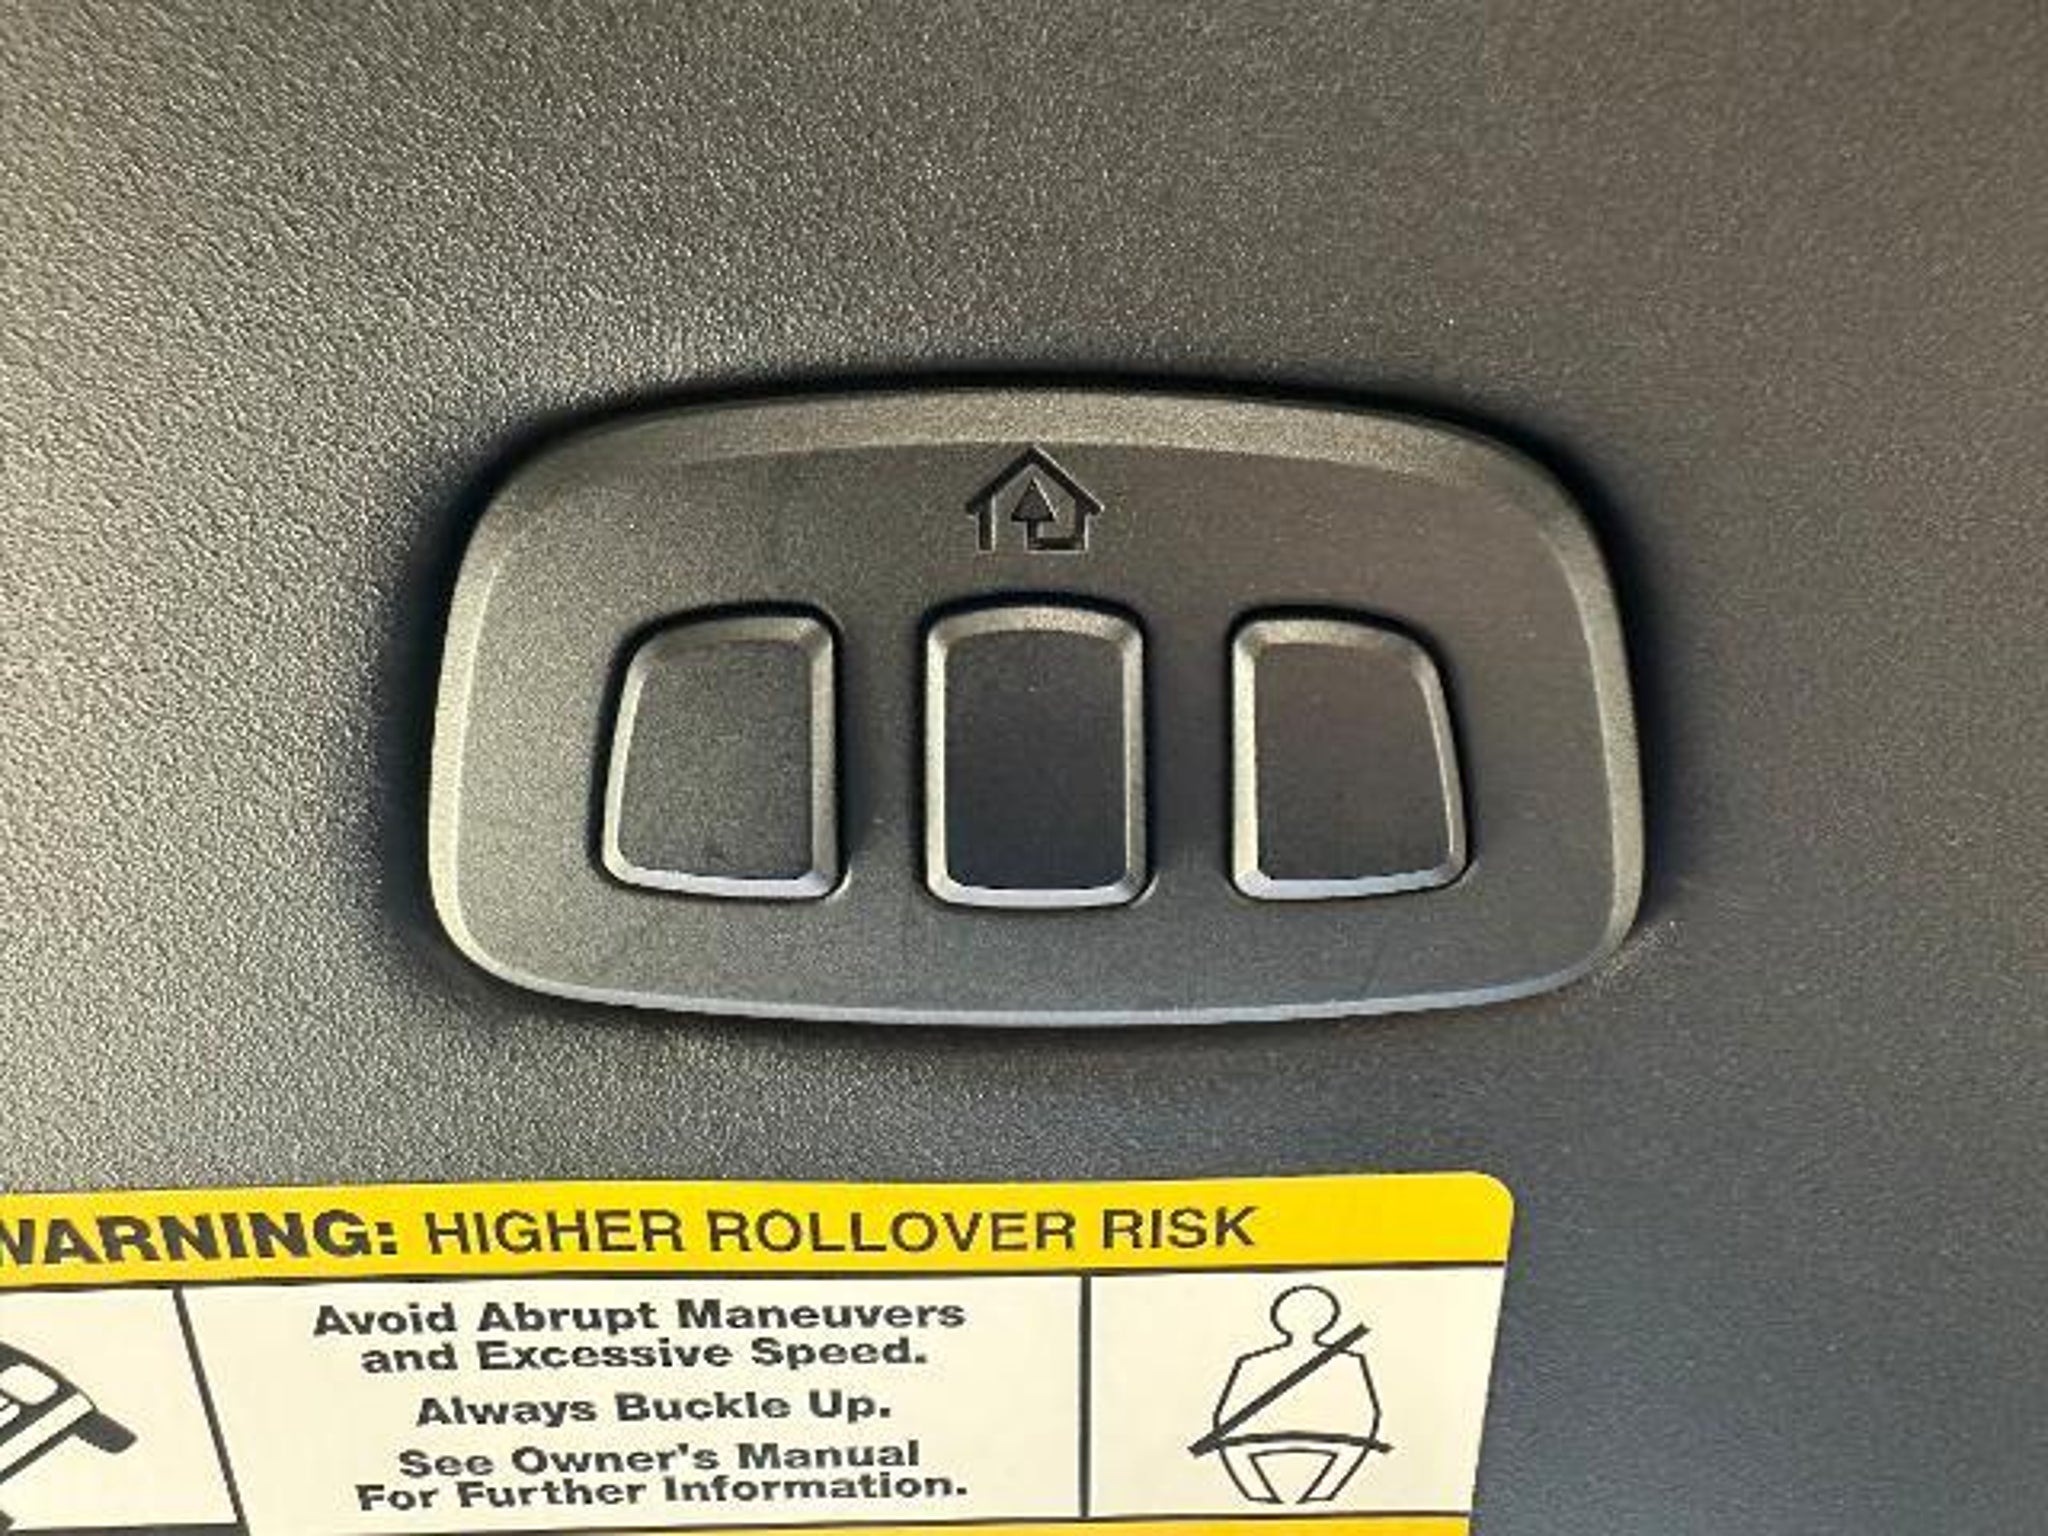 WARNING: HIGHER ROLLOVER RISK
Avoid Abrupt Maneuvers
and Excessive Speed.
Always Buckle Up.
See Owner's Manual
For Further Information.